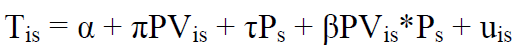 Tis = α + πPVis + τPs + βPVis*Ps + uis